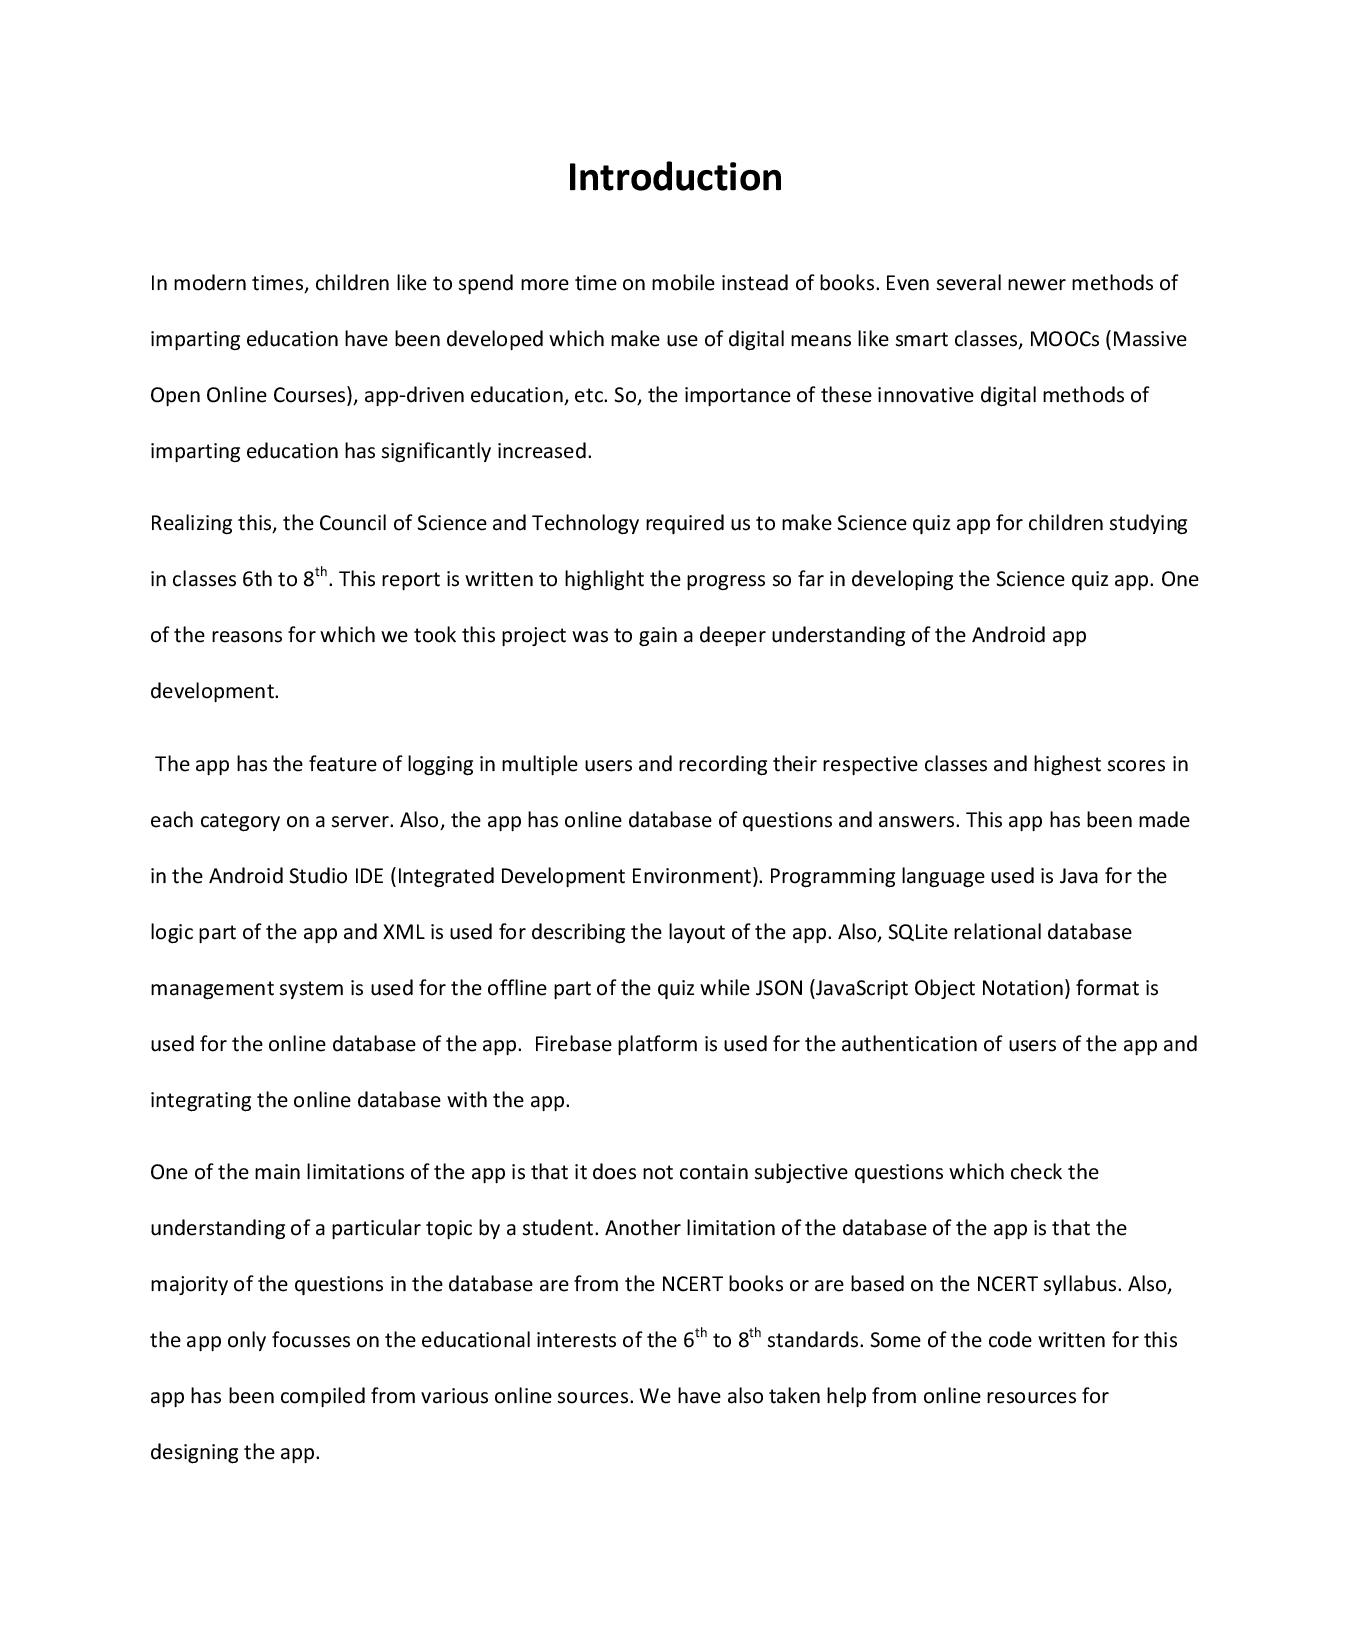 Introduction
In modern times, children like to spend more time on mobile instead of books. Even several newer methods of
imparting education have been developed which make use of digital means like smart classes, MOOCs (Massive
Open Online Courses), app-driven education, etc. So, the importance of these innovative digital methods of
imparting education has significantly increased.
Realizing this, the Council of Science and Technology required us to make Science quiz app for children studying
in classes 6th to 8th. This report is written to highlight the progress so far in developing the Science quiz app. One
of the reasons for which we took this project was to gain a deeper understanding of the Android app
development.
The app has the feature of logging in multiple users and recording their respective classes and highest scores in
each category on a server. Also, the app has online database of questions and answers. This app has been made
in the Android Studio IDE (Integrated Development Environment). Programming language used is Java for the
logic part of the app and XML is used for describing the layout of the app. Also, SQLite relational database
management system is used for the offline part of the quiz while JSON (JavaScript Object Notation) format is
used for the online database of the app.  Firebase platform is used for the authentication of users of the app and
integrating the online database with the app.
One of the main limitations of the app is that it does not contain subjective questions which check the
understanding of a particular topic by a student. Another limitation of the database of the app is that the
majority of the questions in the database are from the NCERT books or are based on the NCERT syllabus. Also,
the app only focusses on the educational interests of the 6th to 8th standards. Some of the code written for this
app has been compiled from various online sources. We have also taken help from online resources for
designing the app.